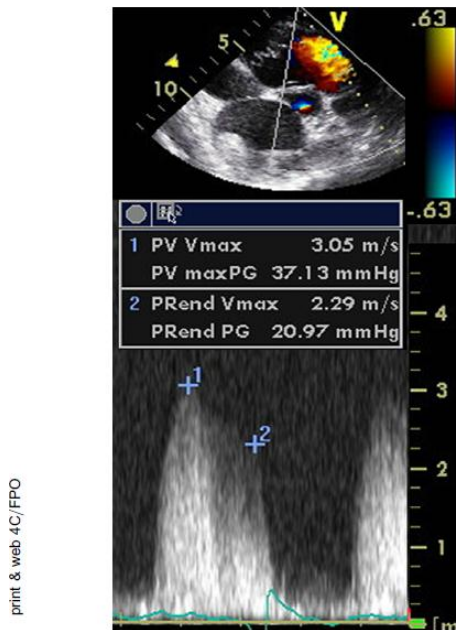 .63
V
5
10
-.63
1 PV Vmax 3.05 m/s
PV maxPG 37.13 mmHg
2 PRend Vmax 2.29 m/s
PRend PG 20.97 mmHg
4
1
3
2
2
1
print & web 4C/FPO